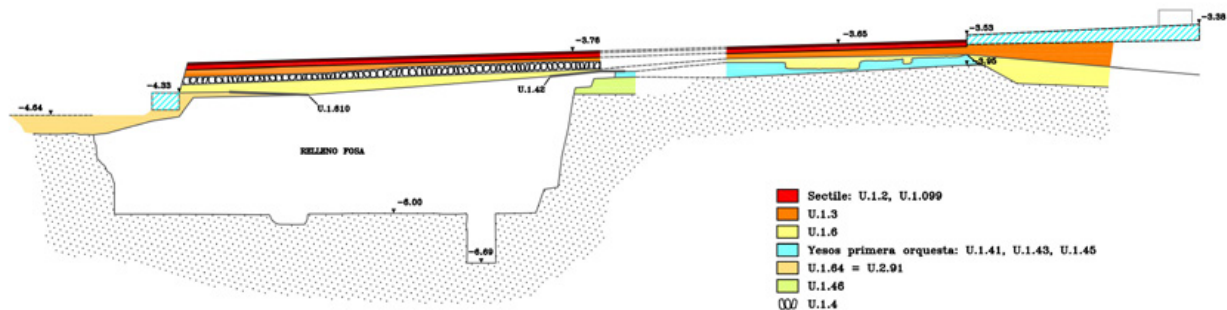 -3.38
-3.53
-3.65
-3.76
-3.95
-4.33
U.1.42
U.1.610
-4.64
RELLENO FOSA
-6.00
-6.69
Sectile: U.1.2, U.1.099
U.1.3
U.1.6
Yesos primera orquesta: U.1.41, U.1.43, U.1.45
U.1.64 = U.2.91
U.1.46
U.1.4